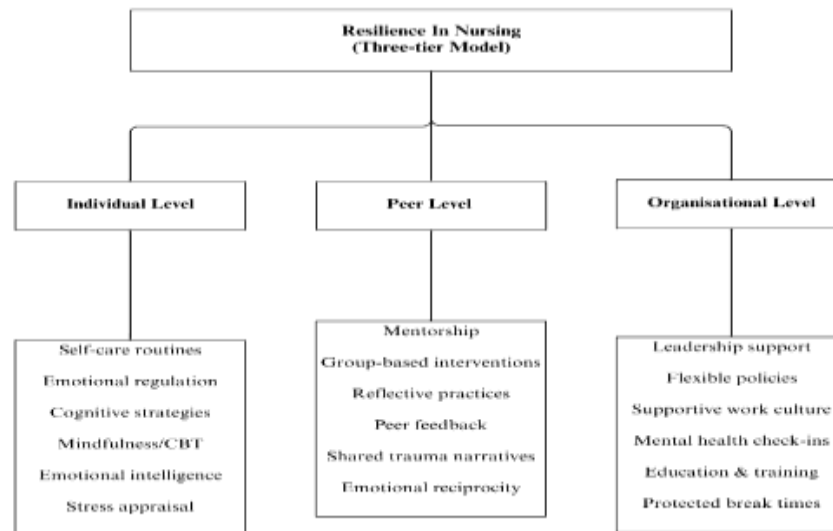 Resilience In Nursing
(Three-tier Model)
Individual Level
Peer Level
Organisational Level
Self-care routines
Emotional regulation
Cognitive strategies
Mindfulness/CBT
Emotional intelligence
Stress appraisal
Mentorship
Group-based interventions
Reflective practices
Peer feedback
Shared trauma narratives
Emotional reciprocity
Leadership support
Flexible policies
Supportive work culture
Mental health check-ins
Education & training
Protected break times